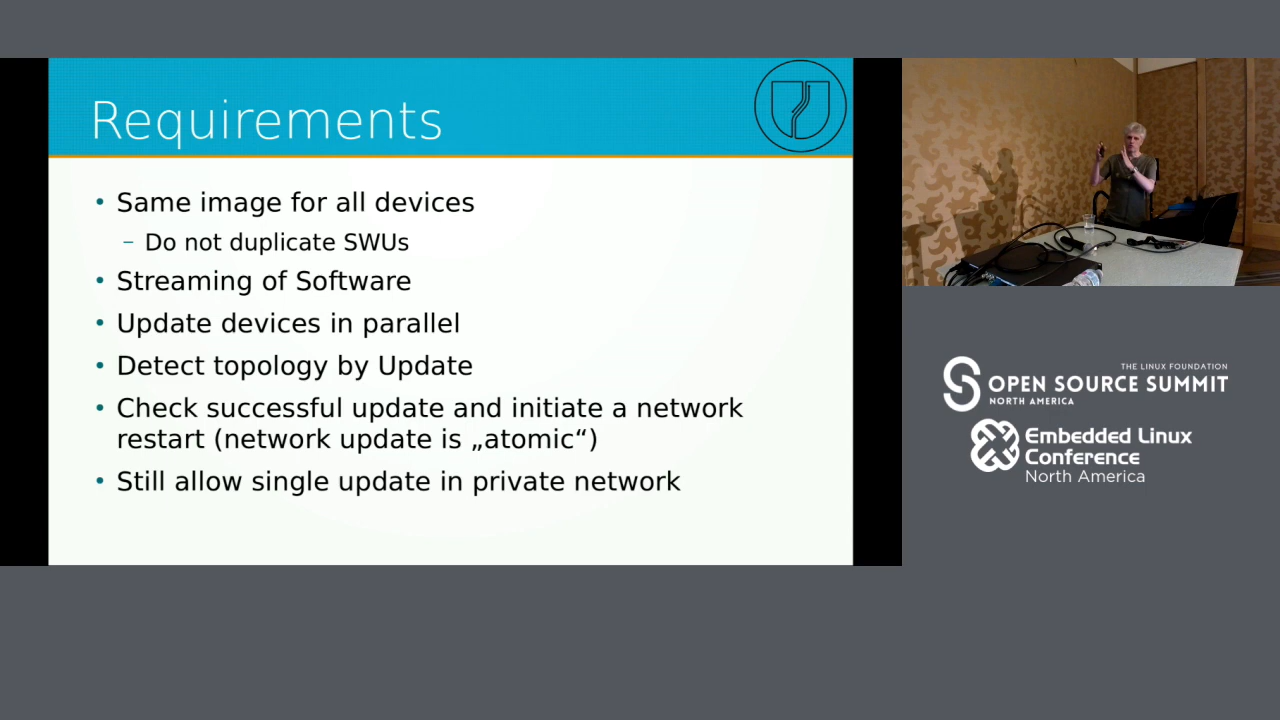 Requirements
• Same image for all devices
– Do not duplicate SWUs
• Streaming of Software
• Update devices in parallel
• Detect topology by Update
• Check successful update and initiate a network
restart (network update is „atomic“)
• Still allow single update in private network
THE LINUX FOUNDATION
OPEN SOURCE SUMMIT
NORTH AMERICA
Embedded Linux
Conference
North America